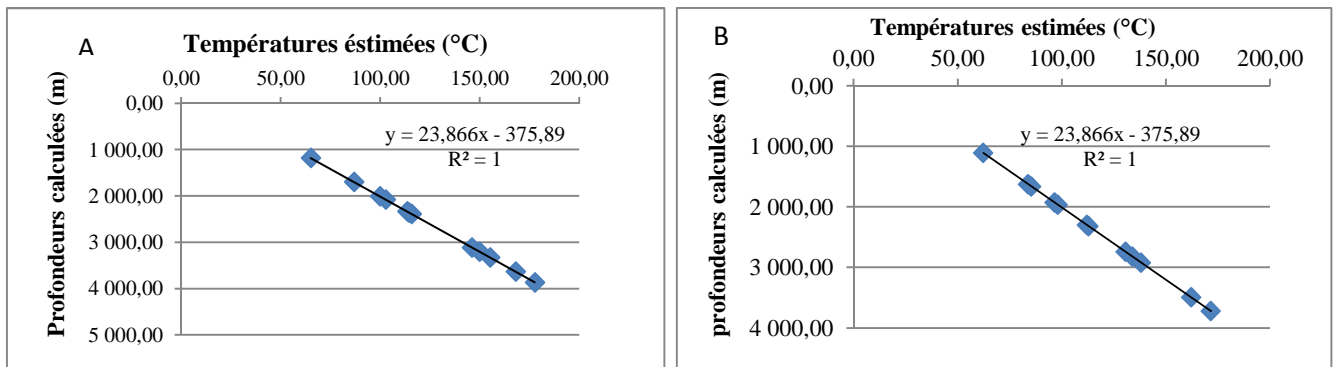 A
Températures éstimées (°C)
0,00 50,00 100,00 150,00 200,00
Profondeurs calculées (m)
0,00
1 000,00
2 000,00
3 000,00
4 000,00
5 000,00
y = 23,866x - 375,89
R² = 1
B
Températures estimées (°C)
0,00 50,00 100,00 150,00 200,00
profondeurs calculées (m)
0,00
1 000,00
2 000,00
3 000,00
4 000,00
y = 23,866x - 375,89
R² = 1